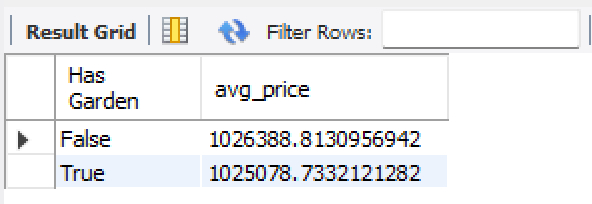 Result Grid Filter Rows:
Has
Garden avg_price
False 1026388.8130956942
True 1025078.7332121282